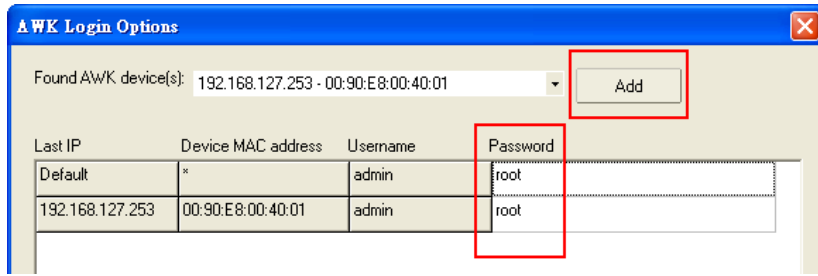 AWK Login Options
Found AWK device(s): 192.168.127.253 - 00:90:E8:00:40:01 Add
Last IP Device MAC address Username Password
Default * admin root
192.168.127.253 00:90:E8:00:40:01 admin root